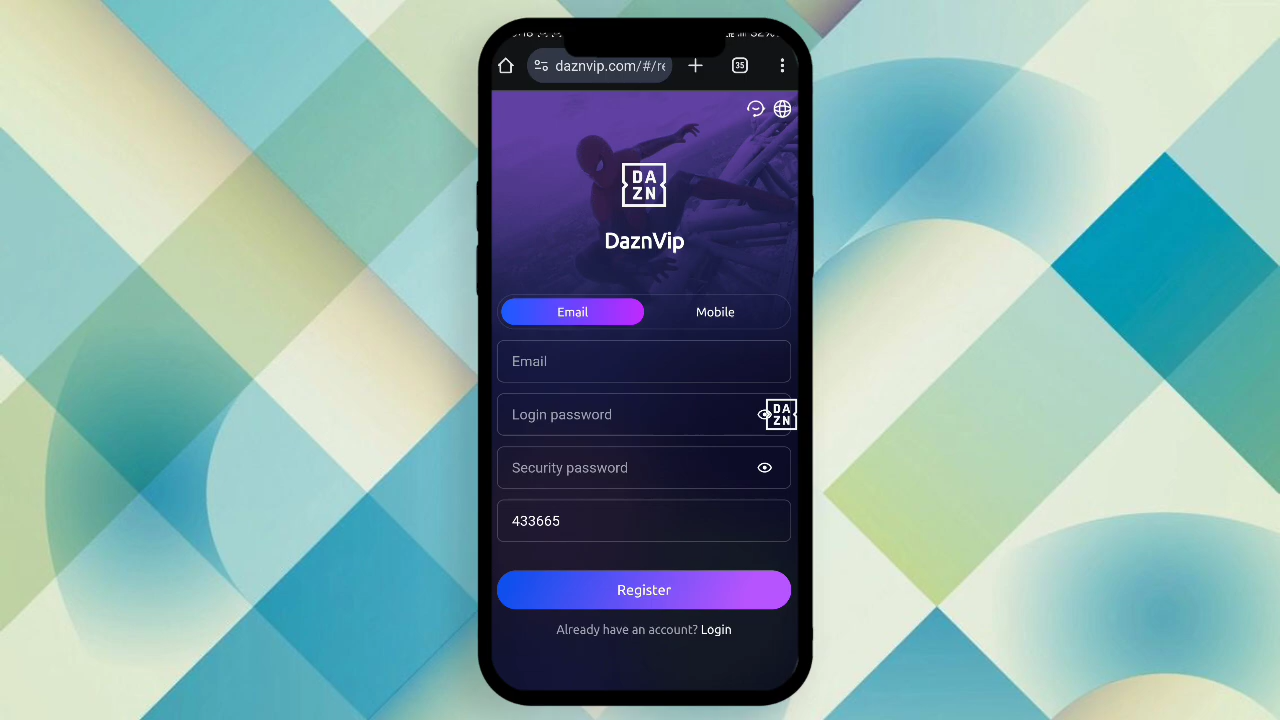 35
daznvip.com/#/re
DA
ZN
DaznVip
Email
Mobile
Email
Login password
DA
ZN
Security password
433665
Register
Already have an account? Login